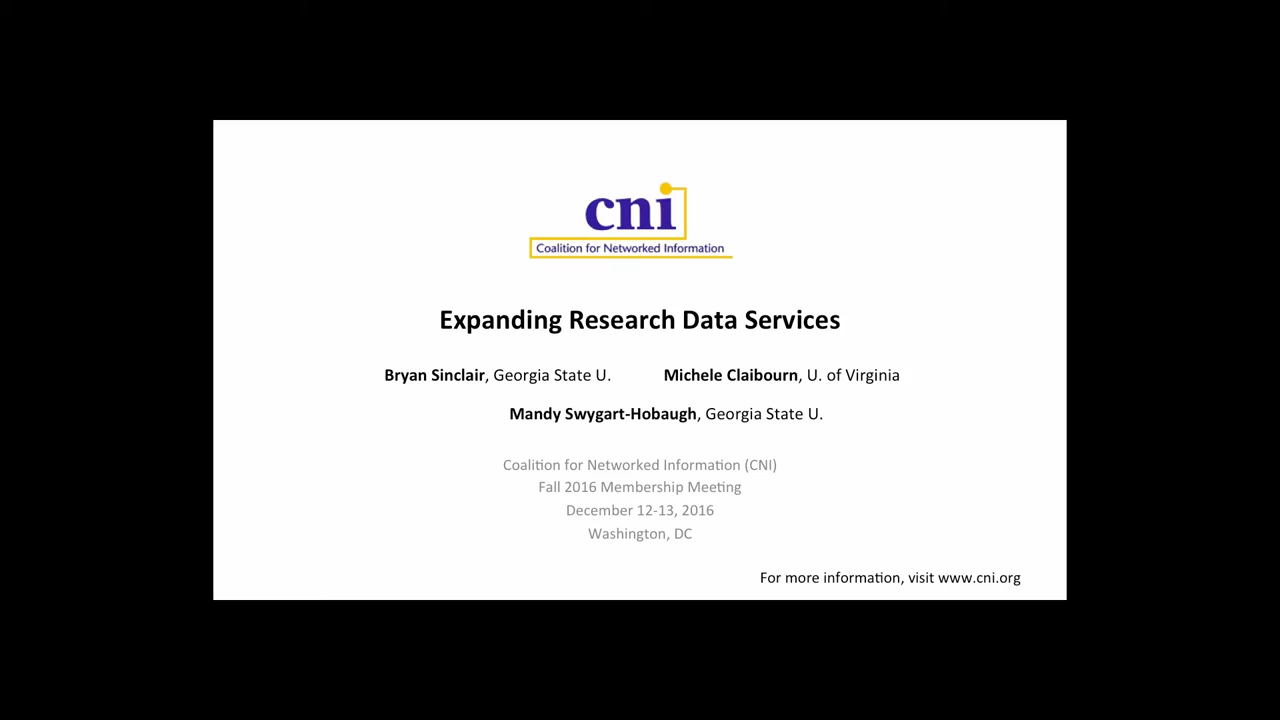 cni
Coalition for Networked Information
Expanding Research Data Services
Bryan Sinclair, Georgia State U. Michele Claibourn, U. of Virginia
Mandy Swygart-Hobaugh, Georgia State U.
Coalition for Networked Information (CNI)
Fall 2016 Membership Meeting
December 12-13, 2016
Washington, DC
For more information, visit www.cni.org